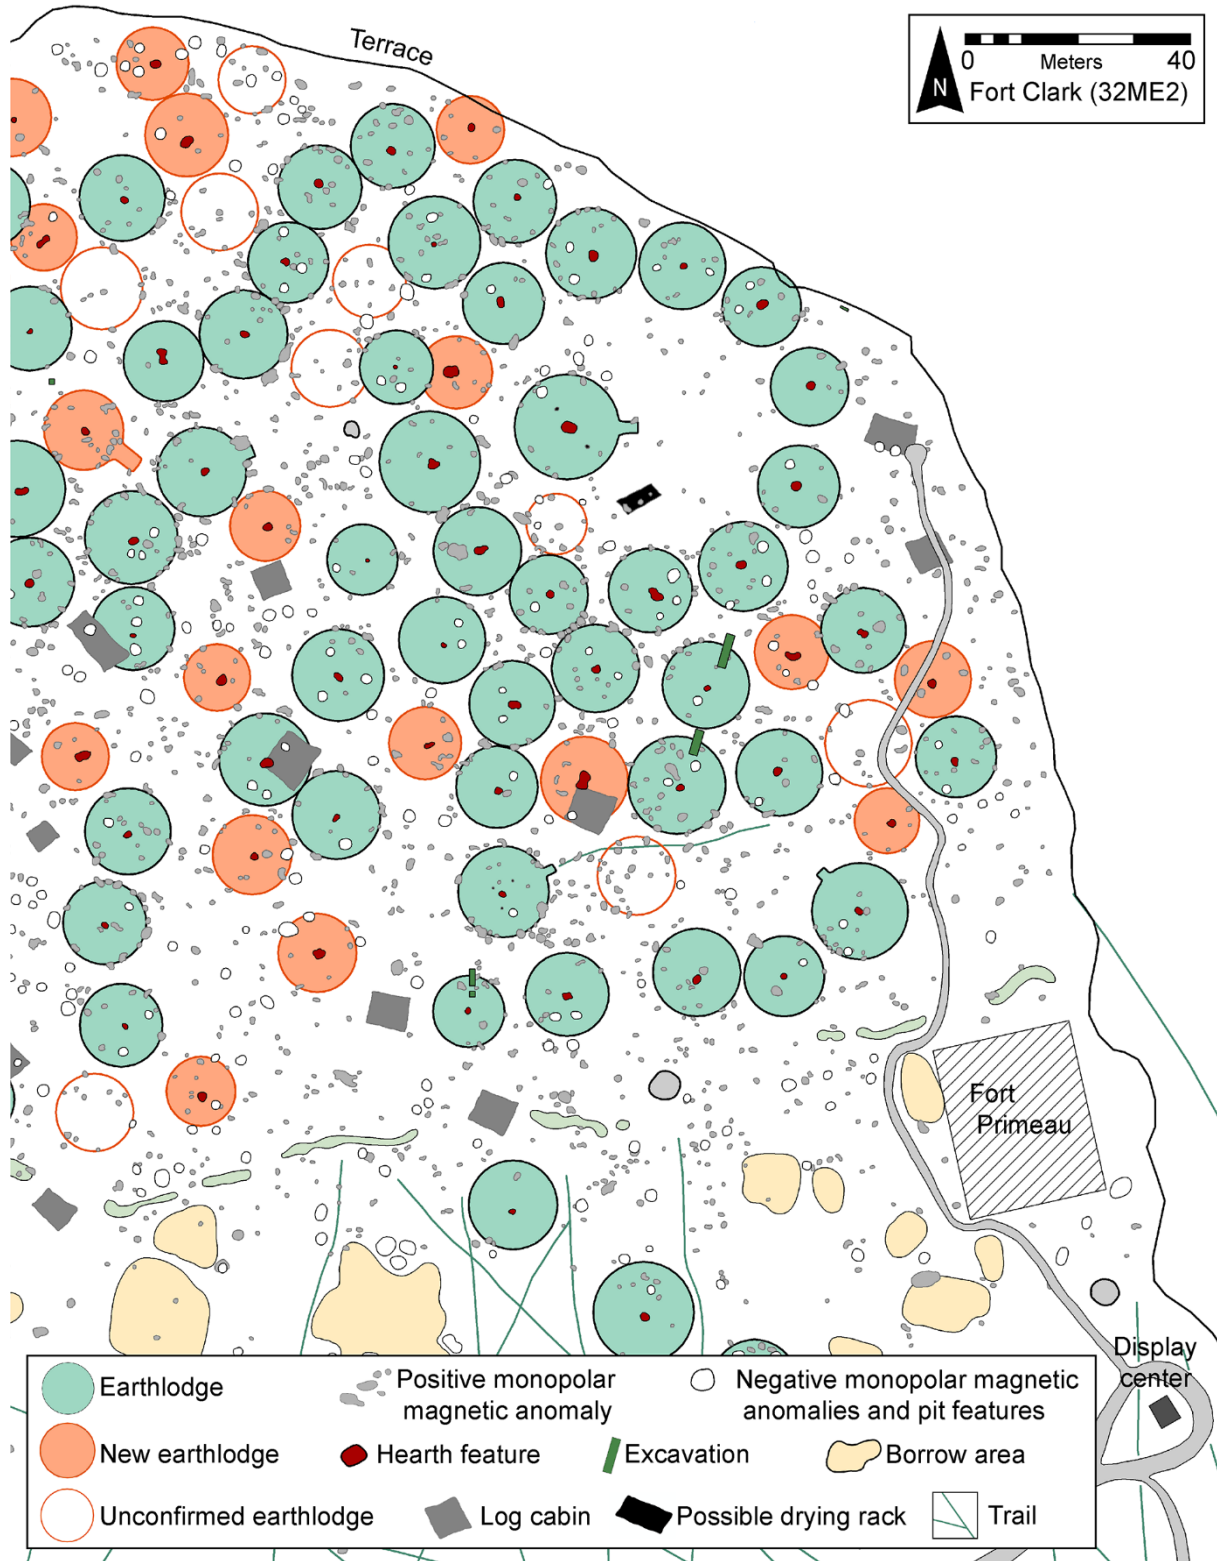 Terrace
0 Meters 40
N
Fort Clark (32ME2)
Fort
Primeau
Display
center
Earthlodge
Positive monopolar
magnetic anomaly
Negative monopolar magnetic
anomalies and pit features
New earthlodge
Hearth feature
Excavation
Borrow area
Unconfirmed earthlodge
Log cabin
Possible drying rack
Trail